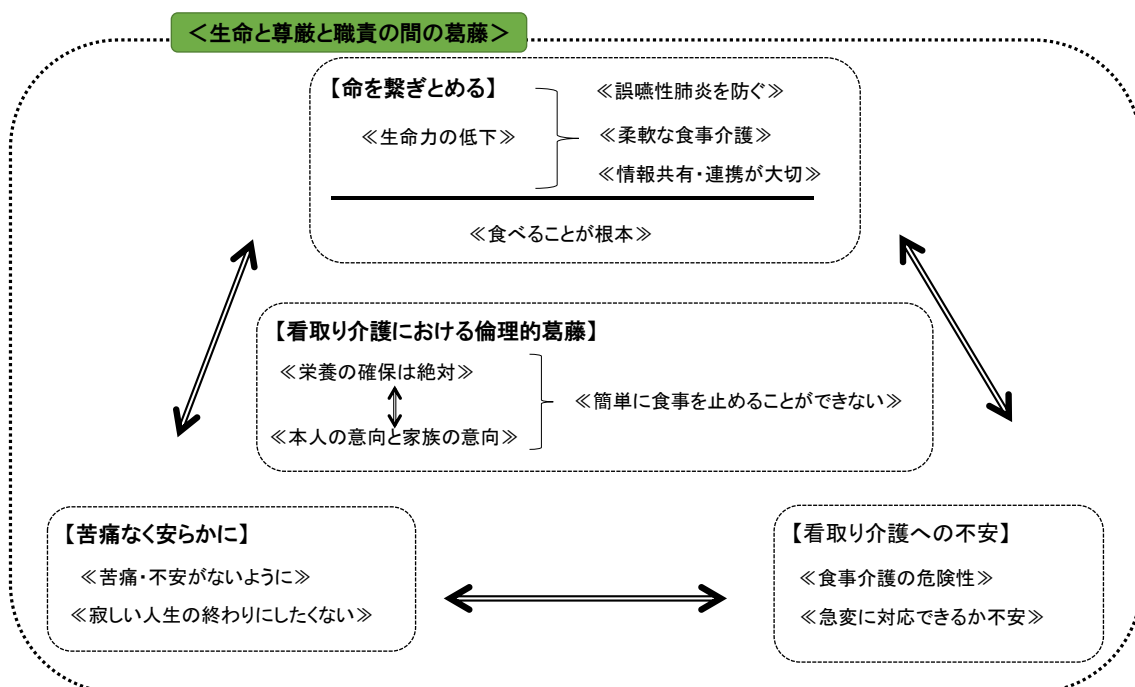 ＜生命と尊厳と職責の間の葛藤＞
【命を繋ぎとめる】
≪誤嚥性肺炎を防ぐ≫
≪生命力の低下≫
≪柔軟な食事介護≫
≪情報共有・連携が大切≫
≪食べることが根本≫
【看取り介護における倫理的葛藤】
≪栄養の確保は絶対≫
≪簡単に食事を止めることができない≫
≪本人の意向と家族の意向≫
【苦痛なく安らかに】
≪苦痛・不安がないように≫
≪寂しい人生の終わりにしたくない≫
【看取り介護への不安】
≪食事介護の危険性≫
≪急変に対応できるか不安≫